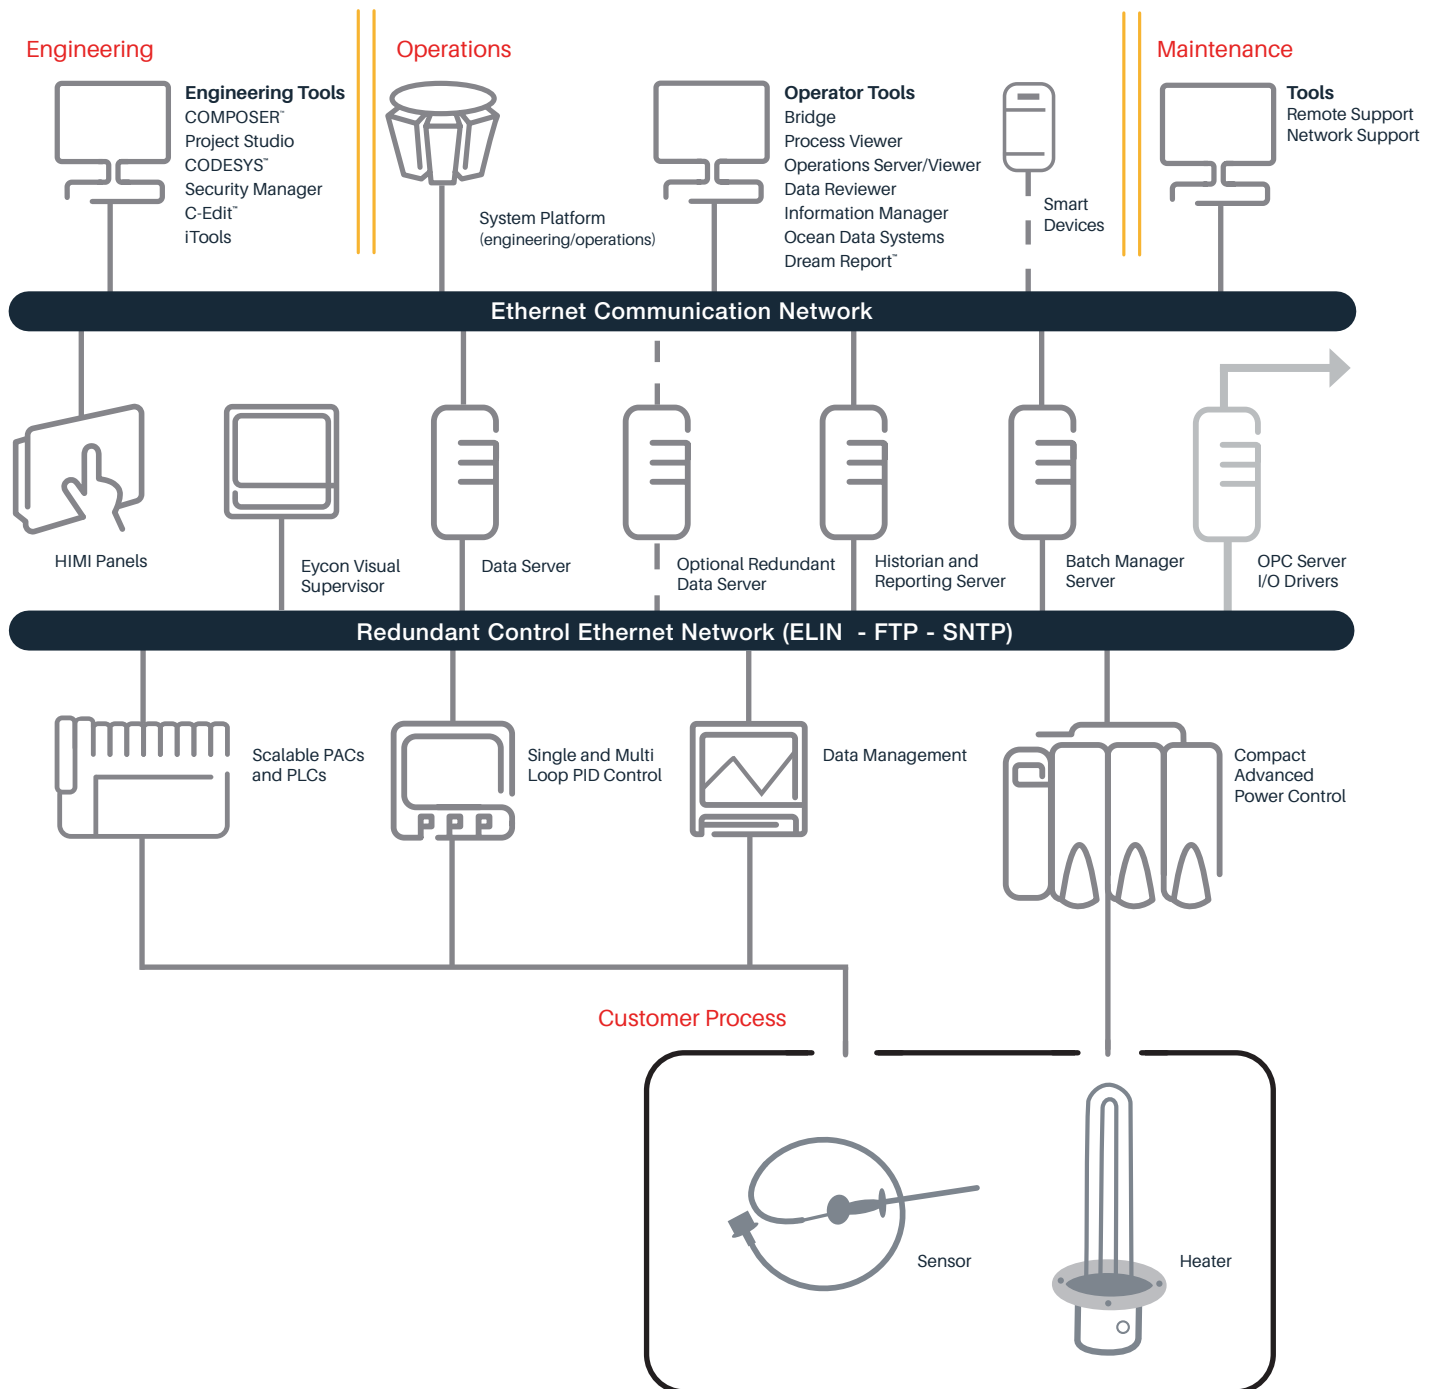 Engineering
Operations
Maintenance
Engineering Tools
COMPOSER™
Project Studio
CODESYS™
Security Manager
C-Edit™
iTools
System Platform
(engineering/operations)
Operator Tools
Bridge
Process Viewer
Operations Server/Viewer
Data Reviewer
Information Manager
Ocean Data Systems
Dream Report™
Smart
Devices
Tools
Remote Support
Network Support
Ethernet Communication Network
HIMI Panels
Eycon Visual
Supervisor
Data Server
Optional Redundant
Data Server
Historian and
Reporting Server
Batch Manager
Server
OPC Server
I/O Drivers
Redundant Control Ethernet Network (ELIN - FTP - SNTP)
Scalable PACs
and PLCs
Single and Multi
Loop PID Control
Data Management
Compact
Advanced
Power Control
Customer Process
Sensor
Heater